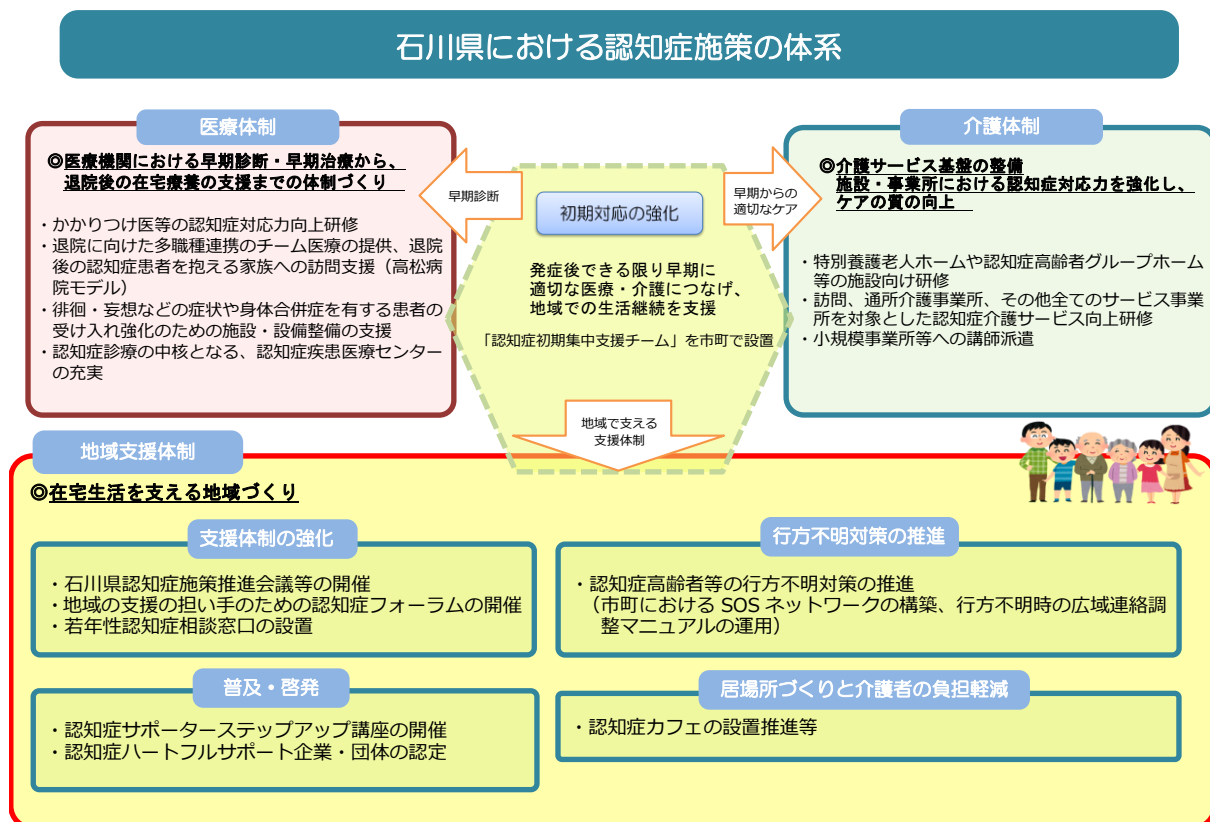 石川県における認知症施策の体系
医療体制
◎医療機関における早期診断・早期治療から、
退院後の在宅療養の支援までの体制づくり
・かかりつけ医等の認知症対応力向上研修
・退院に向けた多職種連携のチーム医療の提供、退院
後の認知症患者を抱える家族への訪問支援（高松病
院モデル）
・徘徊・妄想などの症状や身体合併症を有する患者の
受け入れ強化のための施設・設備整備の支援
・認知症診療の中核となる、認知症疾患医療センター
の充実
早期診断
初期対応の強化
早期からの
適切なケア
発症後できる限り早期に
適切な医療・介護につなげ、
地域での生活継続を支援
「認知症初期集中支援チーム」を市町で設置
地域で支える
支援体制
介護体制
◎介護サービス基盤の整備
施設・事業所における認知症対応力を強化し、
ケアの質の向上
・特別養護老人ホームや認知症高齢者グループホーム
等の施設向け研修
・訪問、通所介護事業所、その他全てのサービス事業
所を対象とした認知症介護サービス向上研修
・小規模事業所等への講師派遣
地域支援体制
◎在宅生活を支える地域づくり
支援体制の強化
・石川県認知症施策推進会議等の開催
・地域の支援の担い手のための認知症フォーラムの開催
・若年性認知症相談窓口の設置
行方不明対策の推進
・認知症高齢者等の行方不明対策の推進
（市町における SOS ネットワークの構築、行方不明時の広域連絡調
整マニュアルの運用）
普及・啓発
・認知症サポーターステップアップ講座の開催
・認知症ハートフルサポート企業・団体の認定
居場所づくりと介護者の負担軽減
・認知症カフェの設置推進等